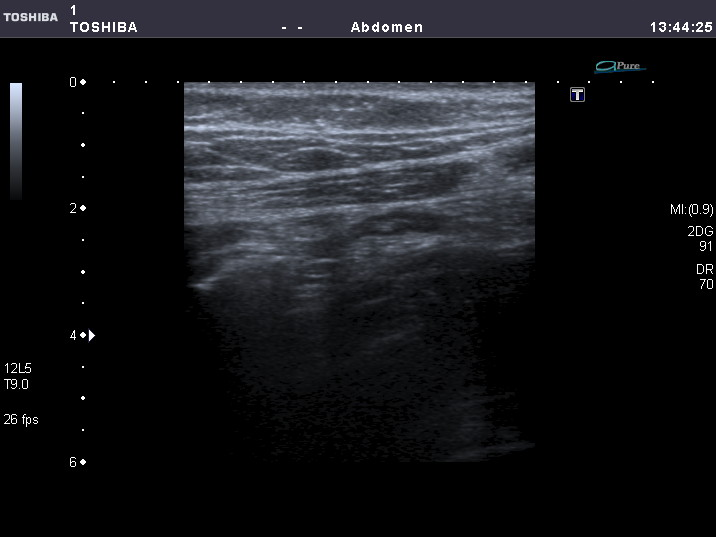 TOSHIBA
1
TOSHIBA - - Abdomen 13:44:25
Pure
T
0
2
4
6
MI:(0.9)
2DG
91
DR
70
12L5
T9.0
26 fps